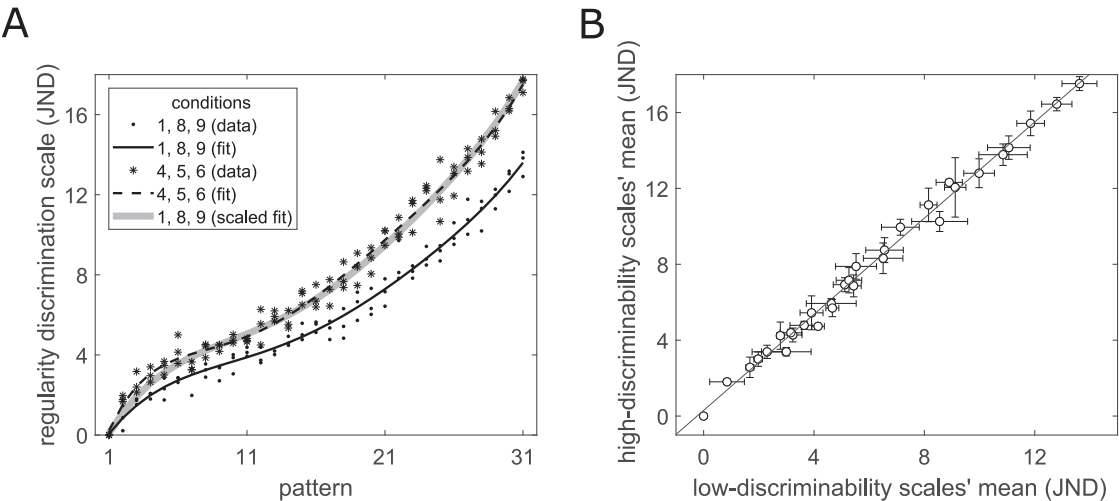 A
regularity discrimination scale (JND)
16
12
8
4
0
conditions
1, 8, 9 (data)
1, 8, 9 (fit)
4, 5, 6 (data)
4, 5, 6 (fit)
1, 8, 9 (scaled fit)
1 11 21 31
pattern
B
high-discriminability scales' mean (JND)
16
12
8
4
0
0 4 8 12
low-discriminability scales' mean (JND)